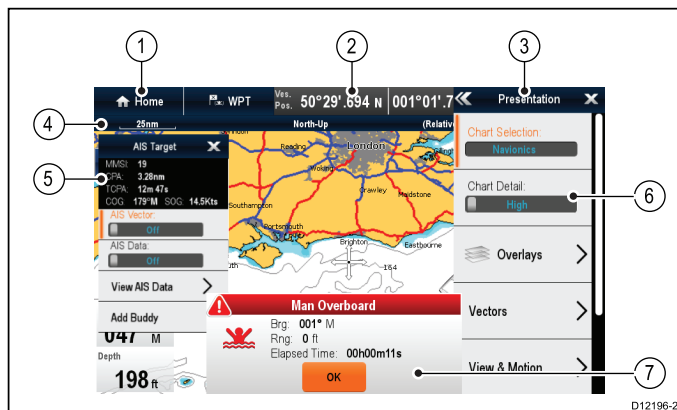 1
2
3
Home
WPT
Ves. Pos. 50°29'.694 N
001°01'.7
Presentation
4
25nm
North-Up
(Relative
5
AIS Target
MMSI: 19
CPA: 3.28nm
TCPA: 12m 47s
COG: 179°M SOG: 14.5Kts
AIS Vector:
Off
AIS Data:
Off
View AIS Data
Add Buddy
047 M
Depth
198 ft
Reading
London
Woking
Crawley
Maidstone
Southampton
Portsmouth
Brighton
Eastbourne
164
Chart Selection:
Navionics
6
Chart Detail:
High
Overlays
Vectors
View & Motion
Man Overboard
Brg: 001° M
Rng: 0 ft
Elapsed Time: 00h00m11s
OK
7
D12196-2